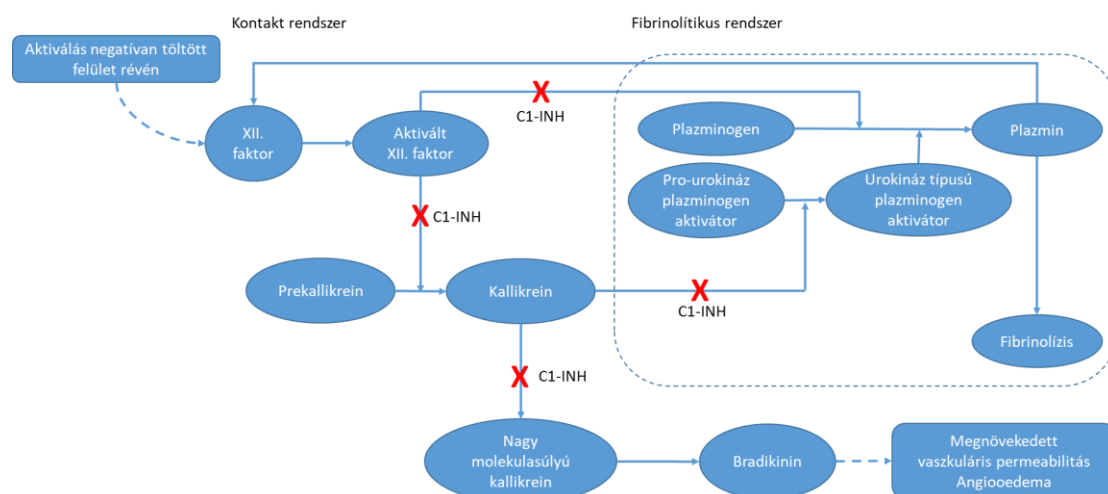 Kontakt rendszer
Fibrinolítikus rendszer
Aktiválás negatívan töltött
felület révén
C1-INH
XII.
faktor
Aktivált
XII. faktor
Plazminogen
Plazmin
Pro-urokináz
plazminogen
aktivátor
Urokináz típusú
plazminogen
aktivátor
C1-INH
Prekallikrein
Kallikrein
C1-INH
Fibrinolízis
C1-INH
Nagy
molekulasúlyú
kallikrein
Bradikinin
Megnövekedett
vaszkuláris permeabilitás
Angiooedema